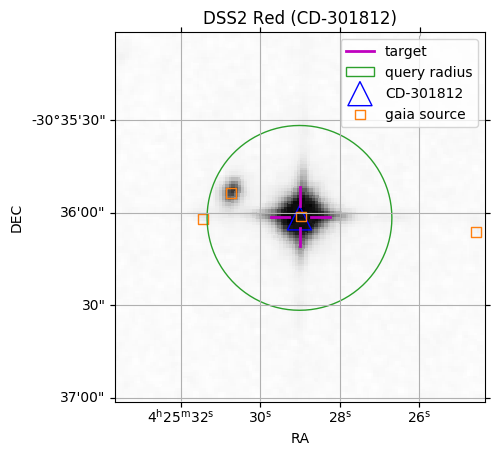 DSS2 Red (CD-301812)
target
query radius
CD-301812
gaia source
-30°35'30"
36'00"
30"
37'00"
DEC
4h25m32s 30s 28s 26s
RA